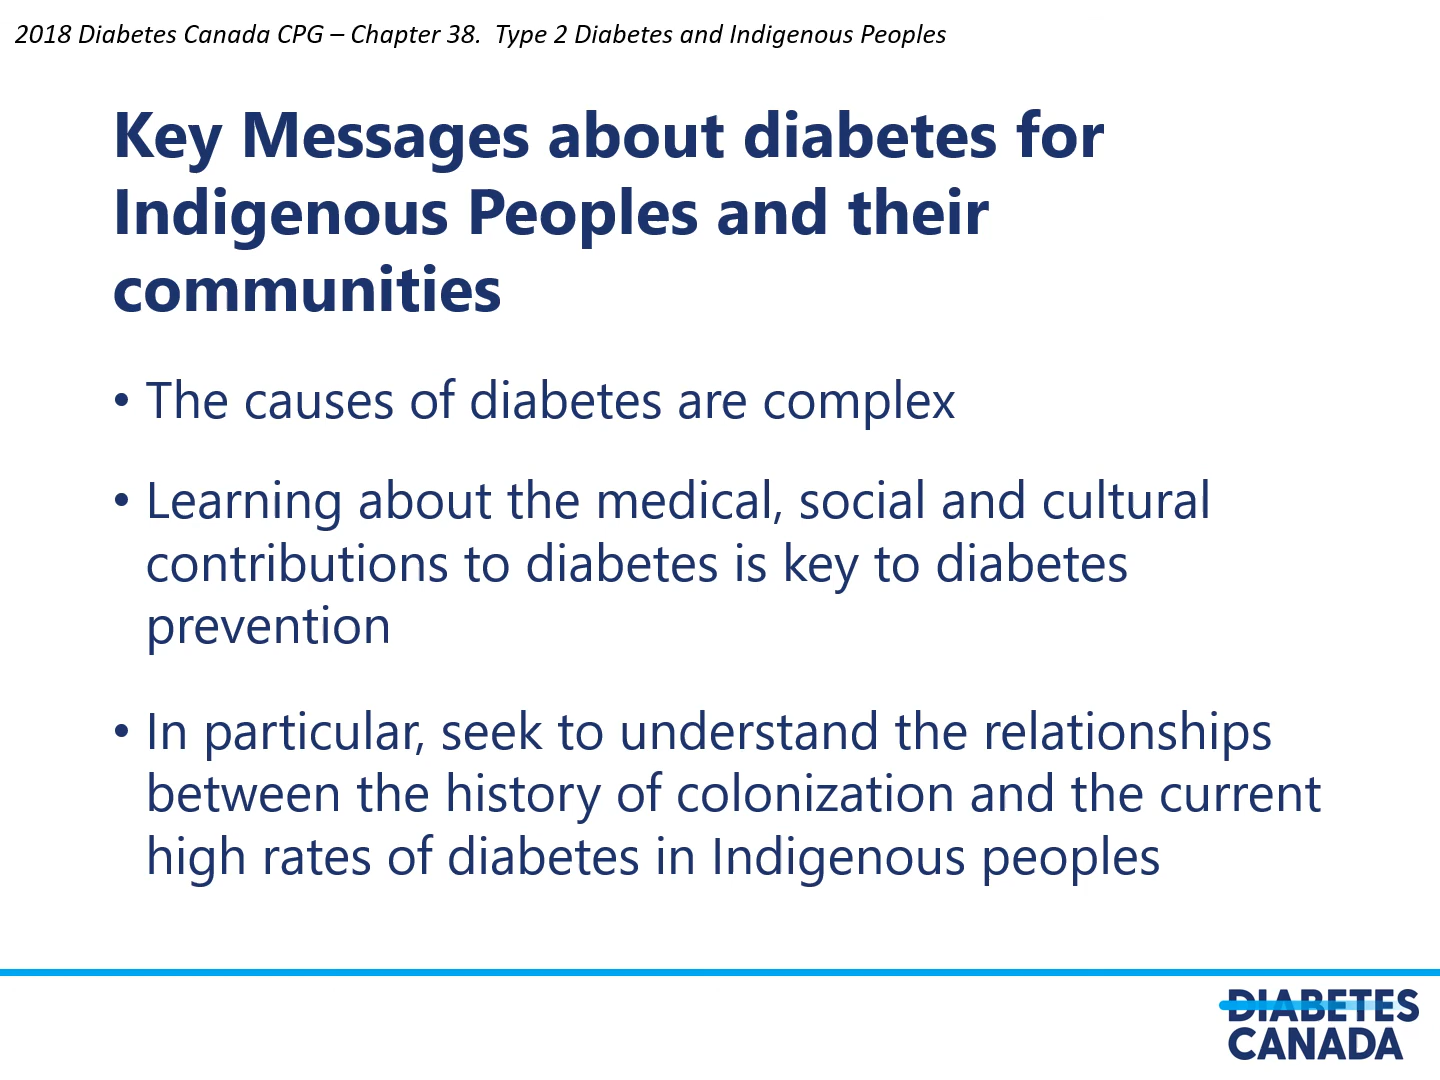 2018 Diabetes Canada CPG – Chapter 38.  Type 2 Diabetes and Indigenous Peoples
Key Messages about diabetes for
Indigenous Peoples and their
communities
• The causes of diabetes are complex
• Learning about the medical, social and cultural
contributions to diabetes is key to diabetes
prevention
• In particular, seek to understand the relationships
between the history of colonization and the current
high rates of diabetes in Indigenous peoples
DIABETES
CANADA